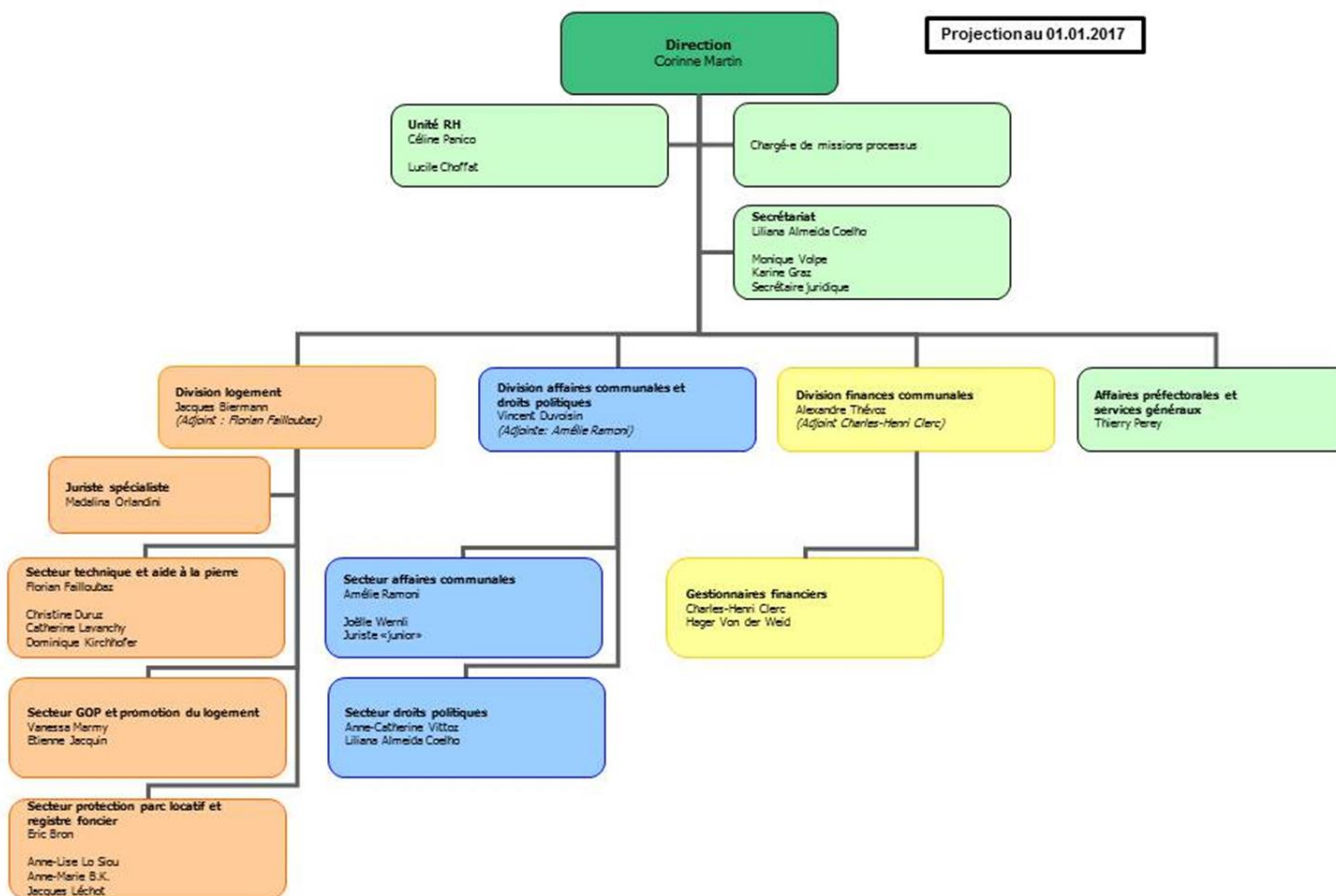 Direction
Corinne Martin
Projection au 01.01.2017
Unité RH
Céline Panico
Lucile Choffat
Chargé-e de missions processus
Secrétariat
Liliana Almeida Coelho
Monique Volpe
Karine Graz
Secrétaire juridique
Division logement
Jacques Biermann
(Adjoint : Florian Failloubaz)
Division affaires communales et
droits politiques
Vincent Duvoisin
(Adjointe: Amélie Ramoni)
Division finances communales
Alexandre Thévoz
(Adjoint Charles-Henri Clerc)
Affaires préfectorales et
services généraux
Thierry Perey
Juriste spécialiste
Madalina Orlandini
Secteur technique et aide à la pierre
Florian Failloubaz
Christine Duruz
Catherine Lavanchy
Dominique Kirchhofer
Secteur affaires communales
Amélie Ramoni
Joëlle Wernli
Juriste «junior»
Gestionnaires financiers
Charles-Henri Clerc
Hager Von der Weid
Secteur GOP et promotion du logement
Vanessa Marmy
Etienne Jacquin
Secteur droits politiques
Anne-Catherine Vittoz
Liliana Almeida Coelho
Secteur protection parc locatif et
registre foncier
Eric Bron
Anne-Lise Lo Siou
Anne-Marie B.K.
Jacques Léchot